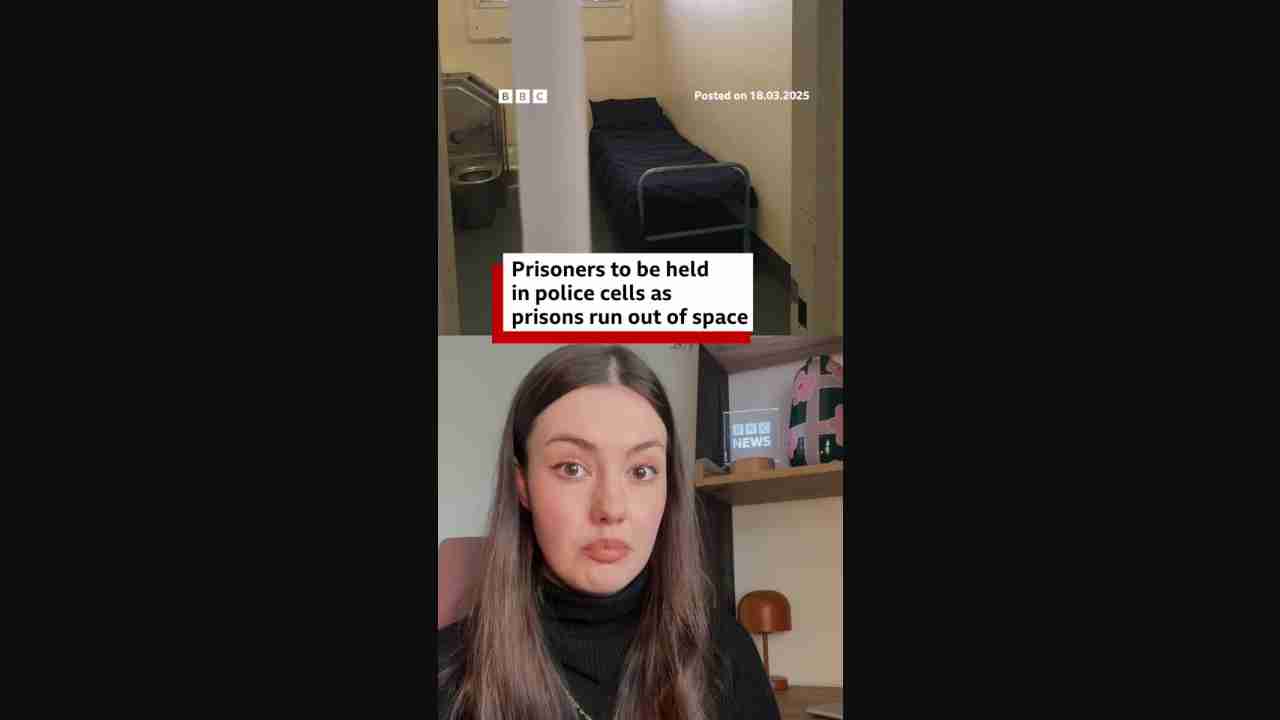 BBC
Posted on 18.03.2025
Prisoners to be held
in police cells as
prisons run out of space
BBC
NEWS